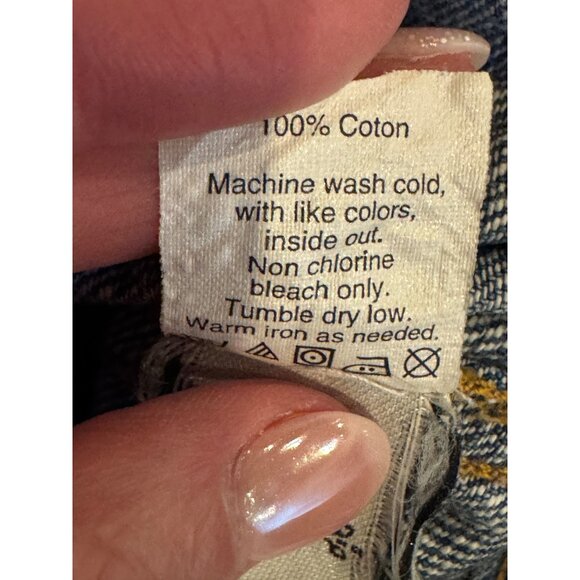 100% Coton
Machine wash cold,
with like colors,
inside out.
Non chlorine
bleach only.
Tumble dry low.
Warm iron as needed.